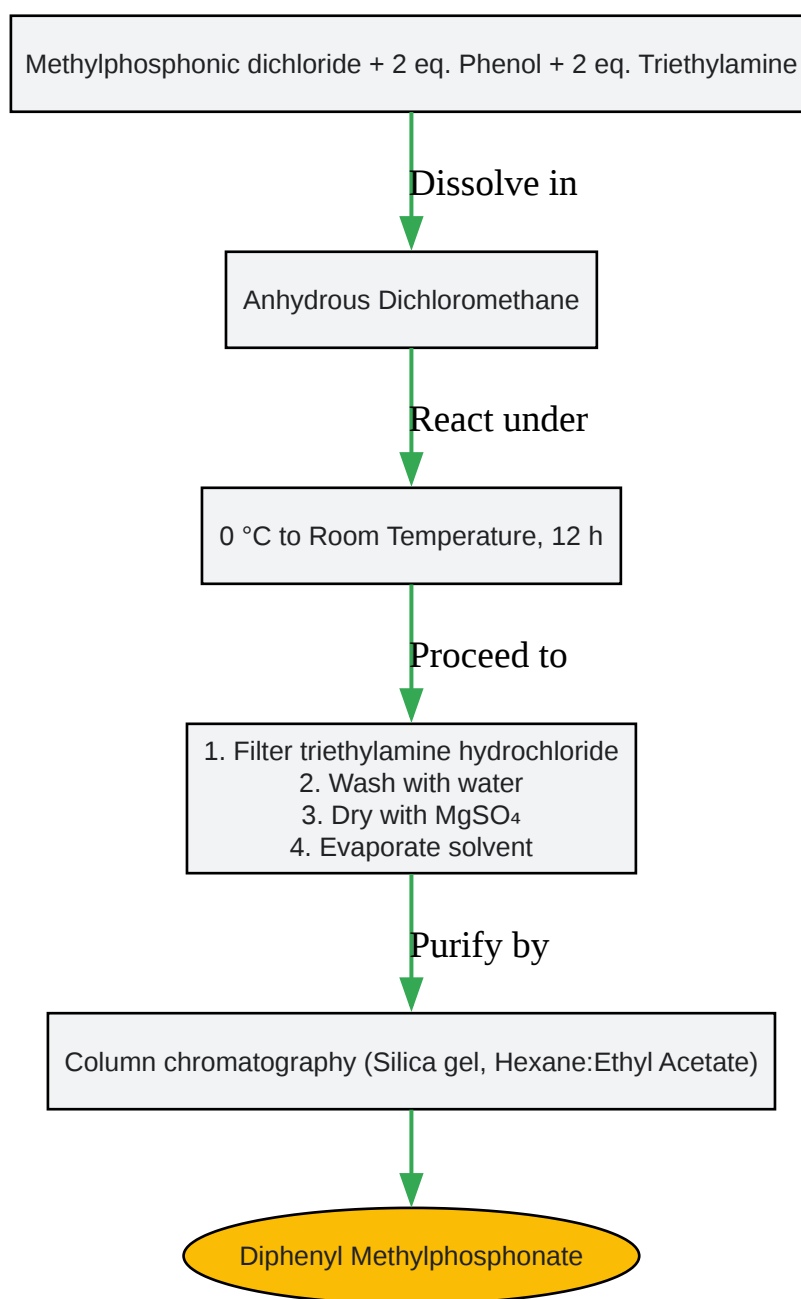 Methylphosphonic dichloride + 2 eq. Phenol + 2 eq. Triethylamine
Dissolve in
Anhydrous Dichloromethane
React under
0 °C to Room Temperature, 12 h
Proceed to
1. Filter triethylamine hydrochloride
2. Wash with water
3. Dry with MgSO₄
4. Evaporate solvent
Purify by
Column chromatography (Silica gel, Hexane:Ethyl Acetate)
Diphenyl Methylphosphonate